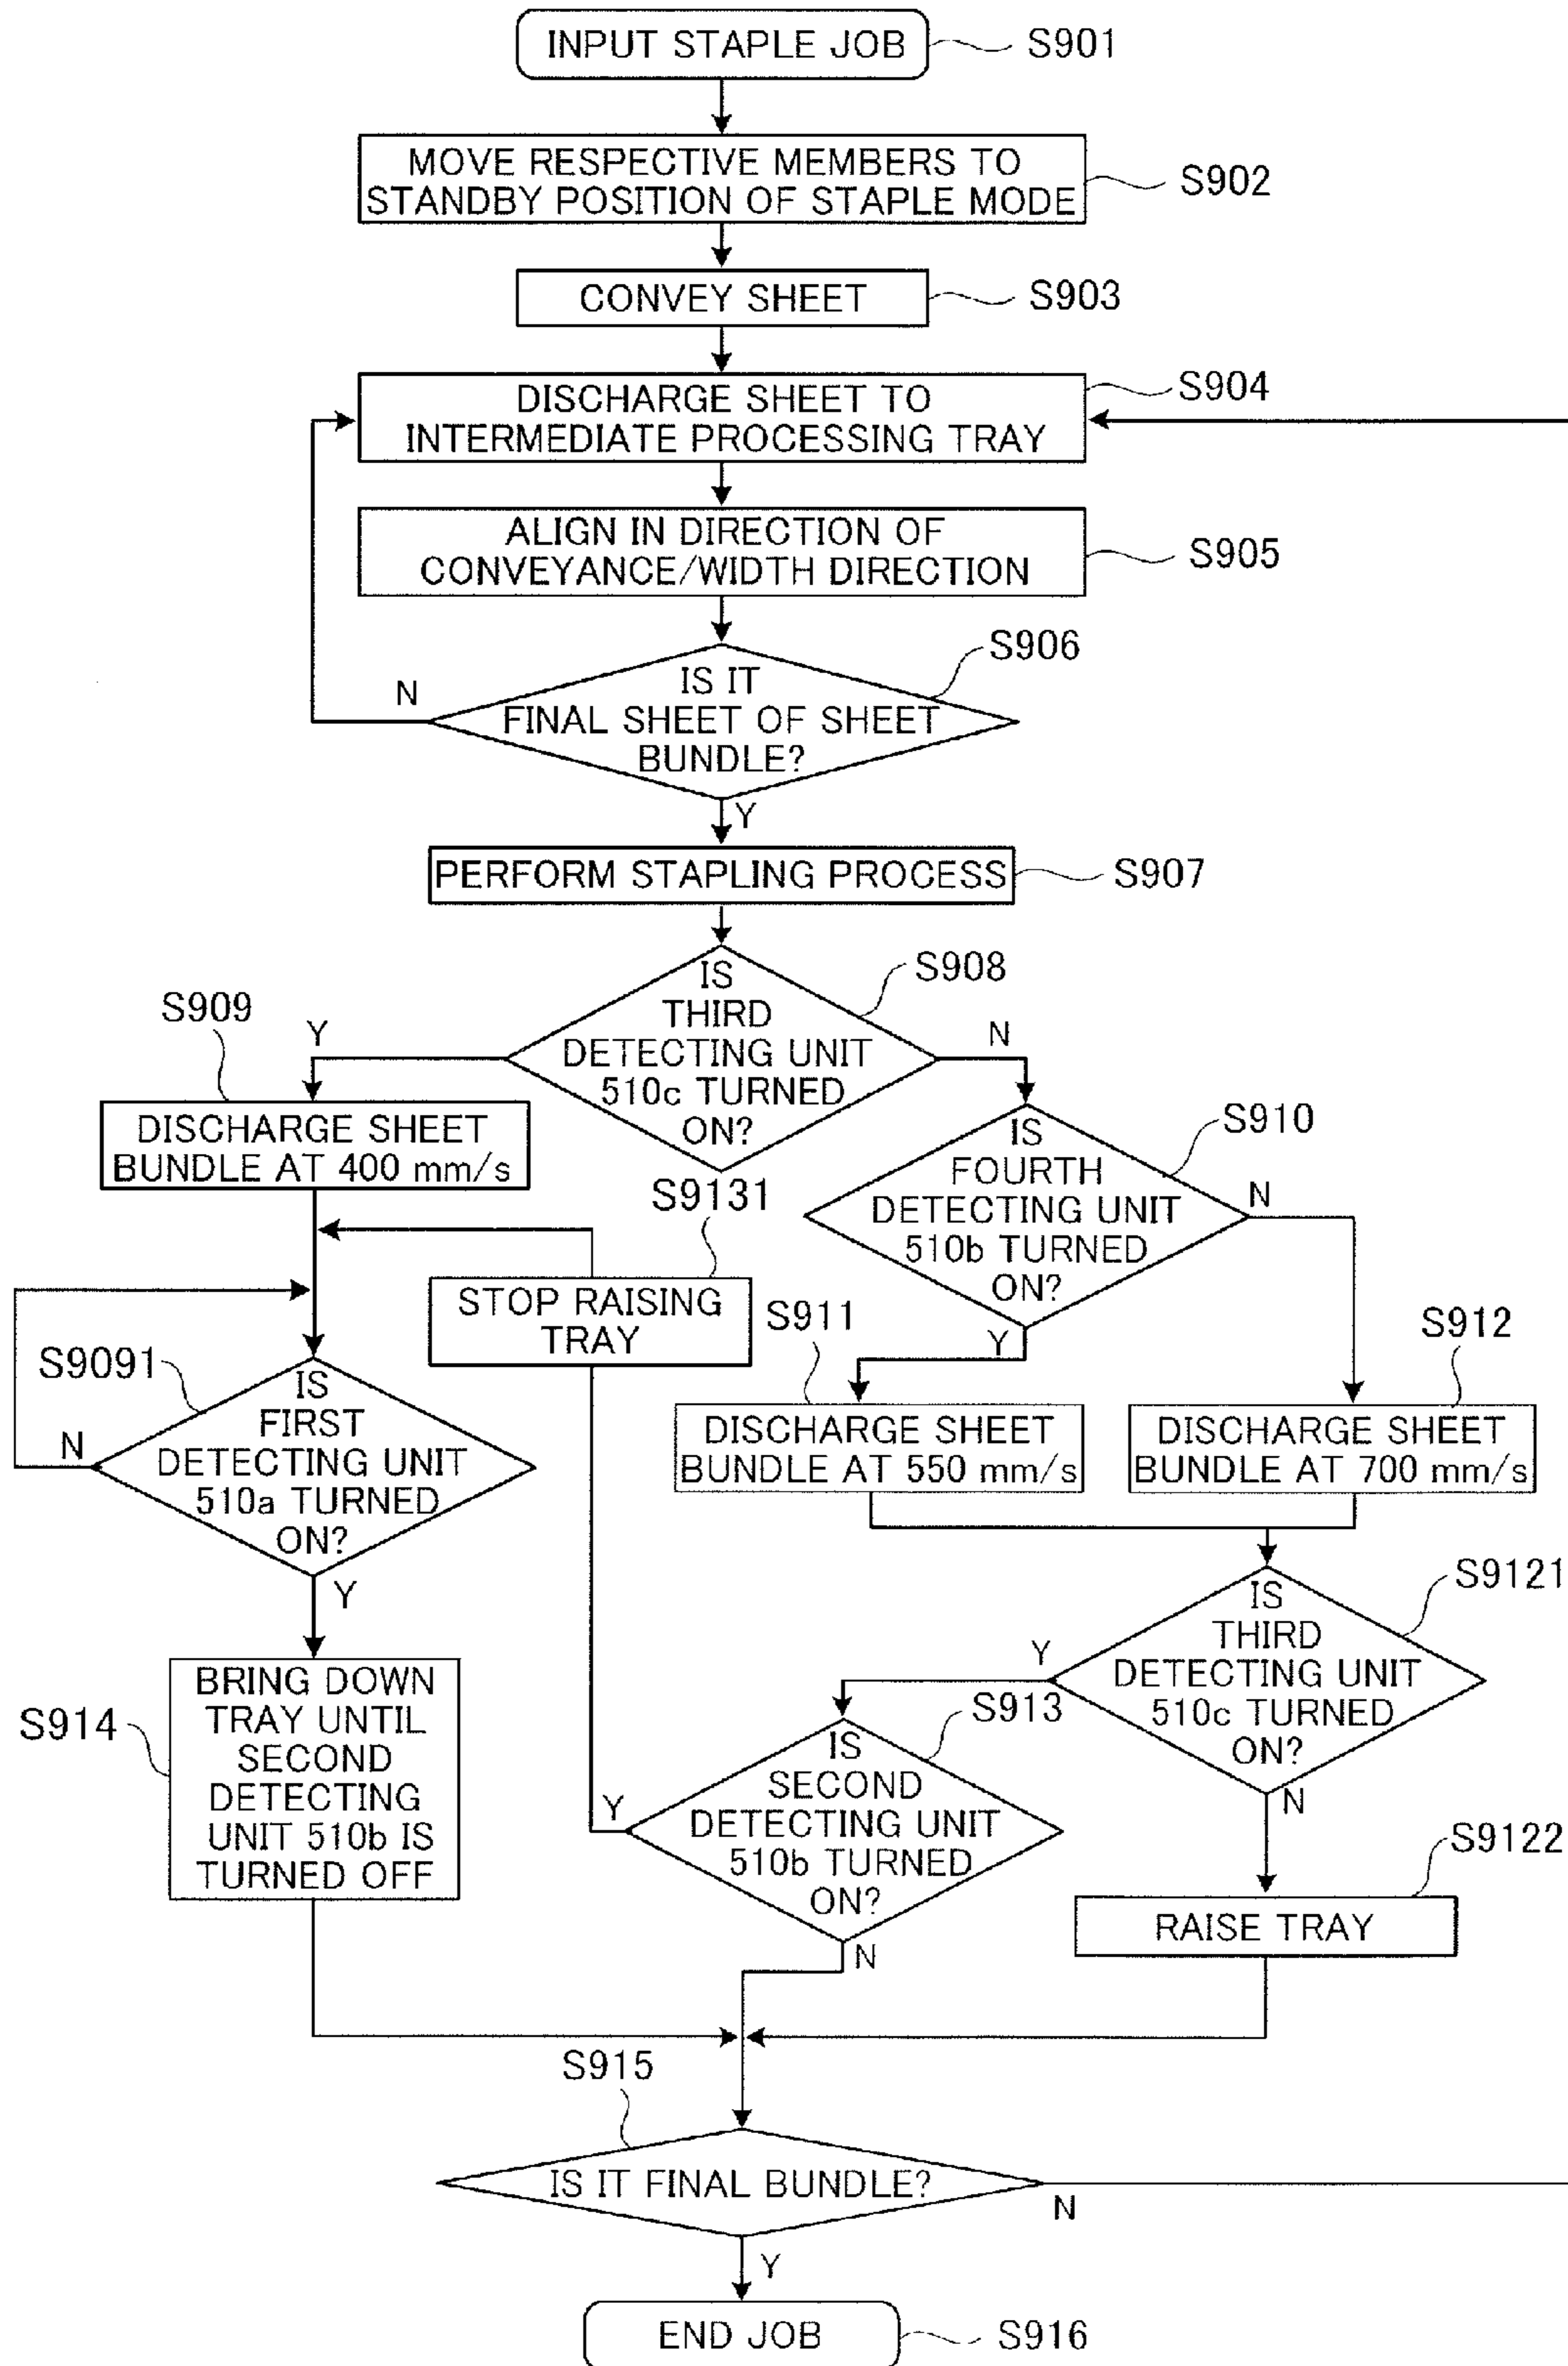 INPUT STAPLE JOB
S901
MOVE RESPECTIVE MEMBERS TO
STANDBY POSITION OF STAPLE MODE
S902
CONVEY SHEET
S903
DISCHARGE SHEET TO
INTERMEDIATE PROCESSING TRAY
S904
ALIGN IN DIRECTION OF
CONVEYANCE/WIDTH DIRECTION
S905
IS IT
FINAL SHEET OF SHEET
BUNDLE?
S906
N
Y
PERFORM STAPLING PROCESS
S907
IS
THIRD
DETECTING UNIT
510c TURNED
ON?
S908
Y
N
S909
DISCHARGE SHEET
BUNDLE AT 400 mm/s
IS
FOURTH
DETECTING UNIT
510b TURNED
ON?
S910
N
Y
S9131
STOP RAISING
TRAY
S911
DISCHARGE SHEET
BUNDLE AT 550 mm/s
S912
DISCHARGE SHEET
BUNDLE AT 700 mm/s
S9091
IS
FIRST
DETECTING UNIT
510a TURNED
ON?
N
Y
IS
THIRD
DETECTING UNIT
510c TURNED
ON?
S9121
Y
N
S914
BRING DOWN
TRAY UNTIL
SECOND
DETECTING
UNIT 510b IS
TURNED OFF
IS
SECOND
DETECTING UNIT
510b TURNED
ON?
S913
Y
N
S9122
RAISE TRAY
S915
IS IT FINAL BUNDLE?
N
Y
END JOB
S916